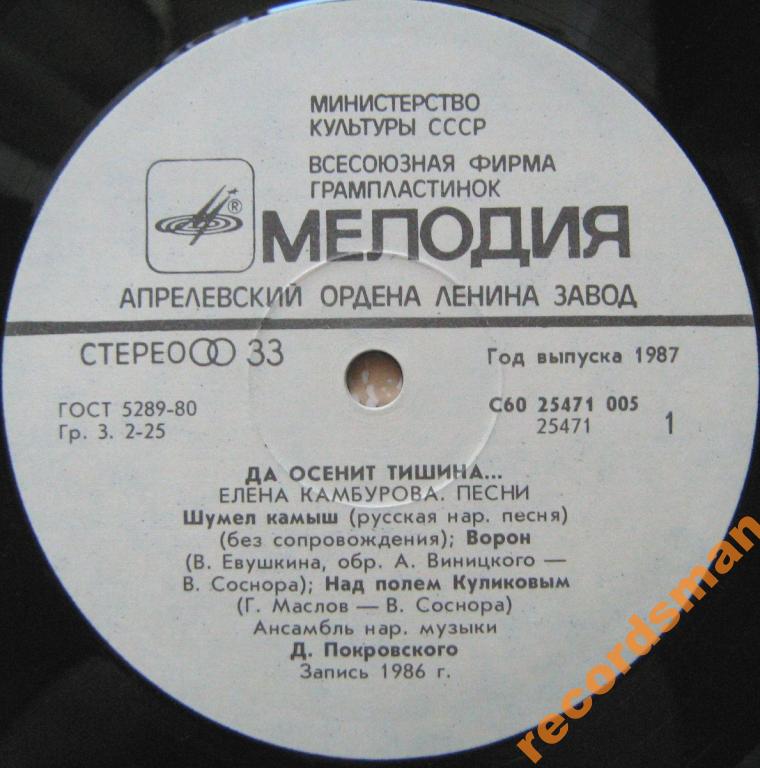 МИНИСТЕРСТВО
КУЛЬТУРЫ СССР
ВСЕСОЮЗНАЯ ФИРМА
ГРАМПЛАСТИНОК
®
МЕЛОДИЯ
АПРЕЛЕВСКИЙ ОРДЕНА ЛЕНИНА ЗАВОД
СТЕРЕО 33
Год выпуска 1987
ГОСТ 5289-80
Гр. 3. 2-25
С60 25471 005
25471
1
ДА ОСЕНИТ ТИШИНА...
ЕЛЕНА КАМБУРОВА. ПЕСНИ
Шумел камыш (русская нар. песня)
(без сопровождения); Ворон
(В. Евушкина, обр. А. Виницкого —
В. Соснора); Над полем Куликовым
(Г. Маслов — В. Соснора)
Ансамбль нар. музыки
Д. Покровского
Запись 1986 г.
recordsman